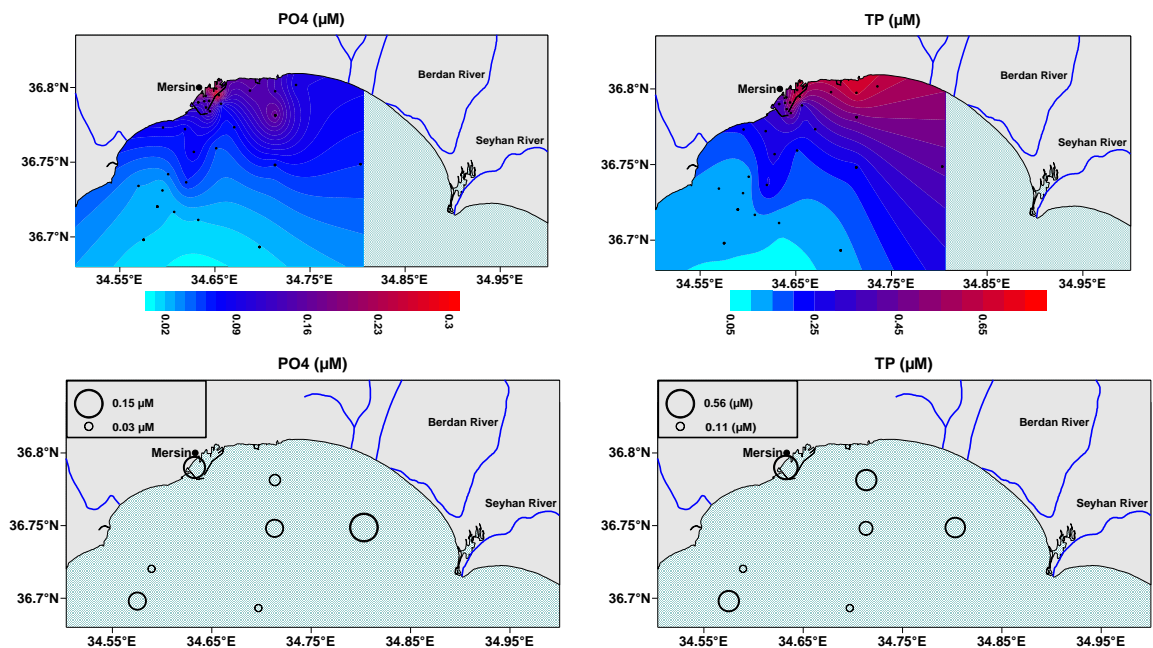 PO4 (µM)
TP (µM)
36.8°N
36.75°N
36.7°N
Mersin
Berdan River
Seyhan River
34.55°E 34.65°E 34.75°E 34.85°E 34.95°E
0.02 0.09 0.16 0.23 0.3
36.8°N
36.75°N
36.7°N
Mersin
Berdan River
Seyhan River
34.55°E 34.65°E 34.75°E 34.85°E 34.95°E
0.05 0.25 0.45 0.65
PO4 (µM)
TP (µM)
0.15 µM
0.03 µM
36.8°N
36.75°N
36.7°N
Mersin
Berdan River
Seyhan River
34.55°E 34.65°E 34.75°E 34.85°E 34.95°E
0.56 (µM)
0.11 (µM)
36.8°N
36.75°N
36.7°N
Mersin
Berdan River
Seyhan River
34.55°E 34.65°E 34.75°E 34.85°E 34.95°E